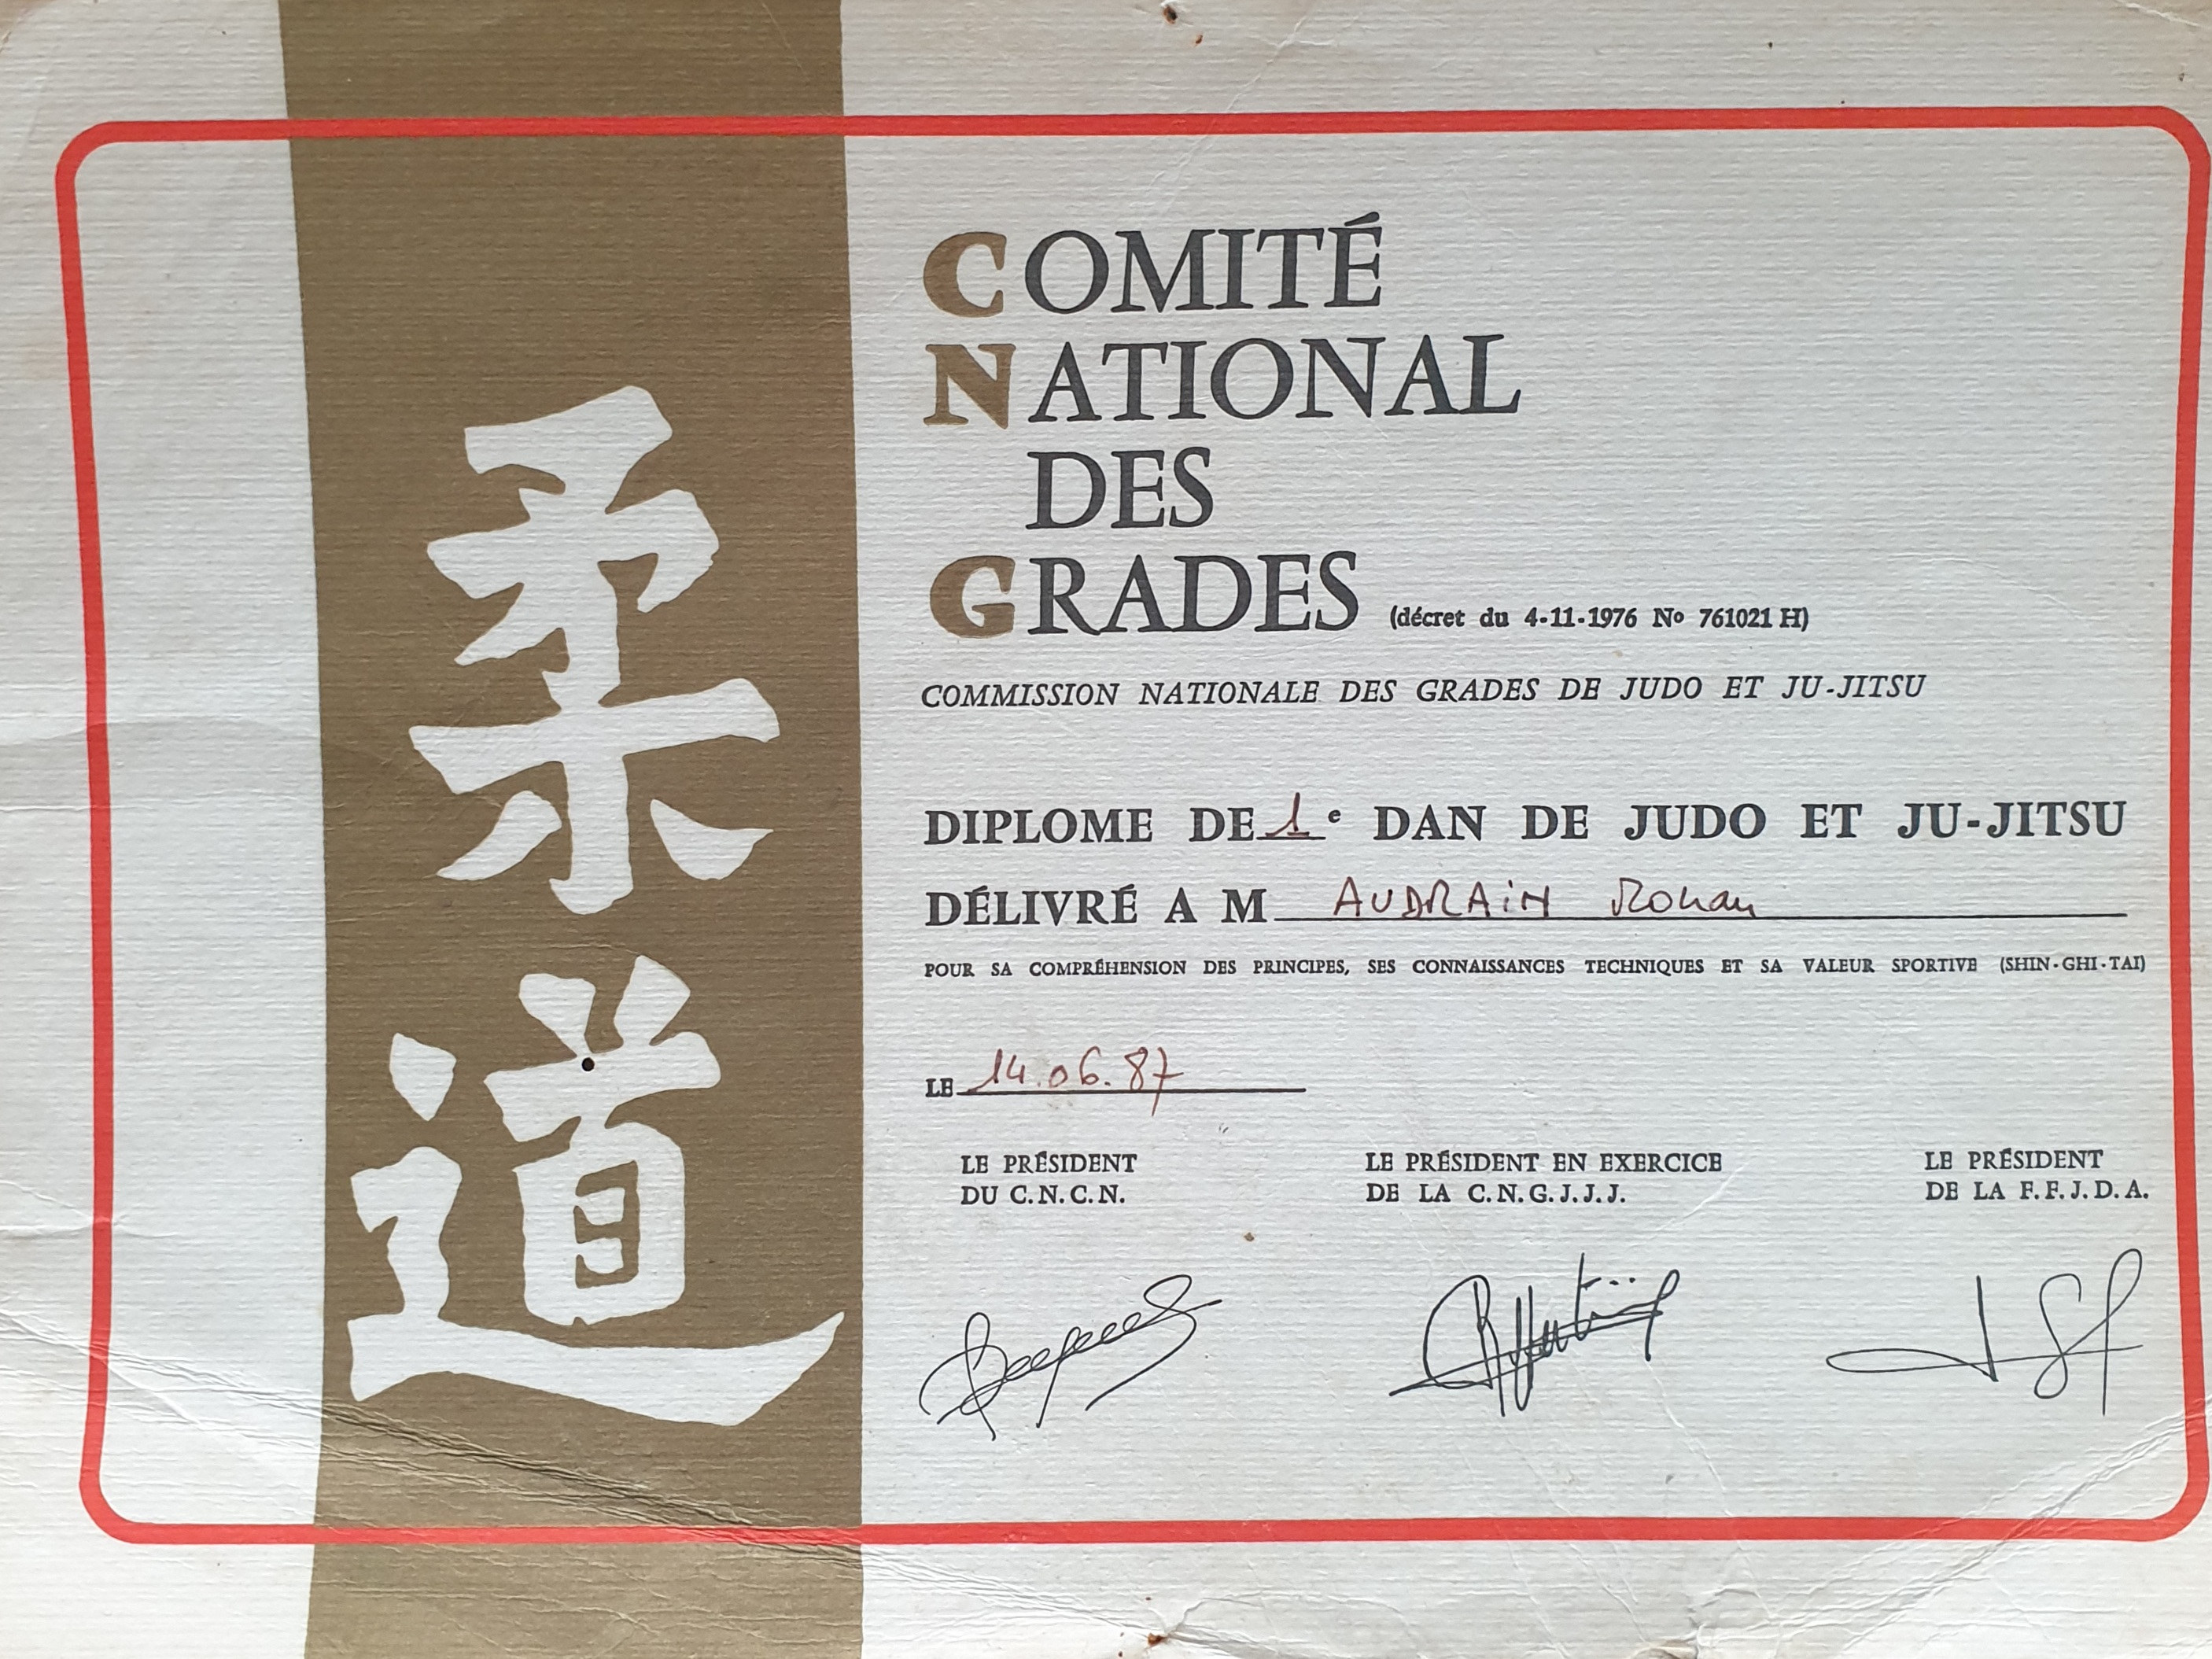 柔道
COMITÉ
NATIONAL
DES
GRADES (décret du 4-11-1976 No 761021 H)
COMMISSION NATIONALE DES GRADES DE JUDO ET JU-JITSU
DIPLOME DE 1e DAN DE JUDO ET JU-JITSU
DÉLIVRÉ A M AUDRAIN Rohan
POUR SA COMPRÉHENSION DES PRINCIPES, SES CONNAISSANCES TECHNIQUES ET SA VALEUR SPORTIVE (SHIN-GHI-TAI)
LE 14.06.87
LE PRÉSIDENT
DU C.N.C.N.
LE PRÉSIDENT EN EXERCICE
DE LA C.N.G.J.J.J.
LE PRÉSIDENT
DE LA F.F.J.D.A.